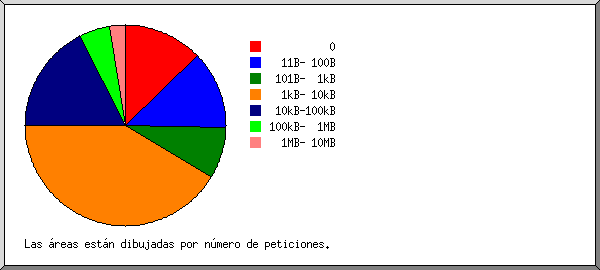 0
11B- 100B
101B- 1kB
1kB- 10kB
10kB-100kB
100kB- 1MB
1MB- 10MB
Las áreas están dibujadas por número de peticiones.